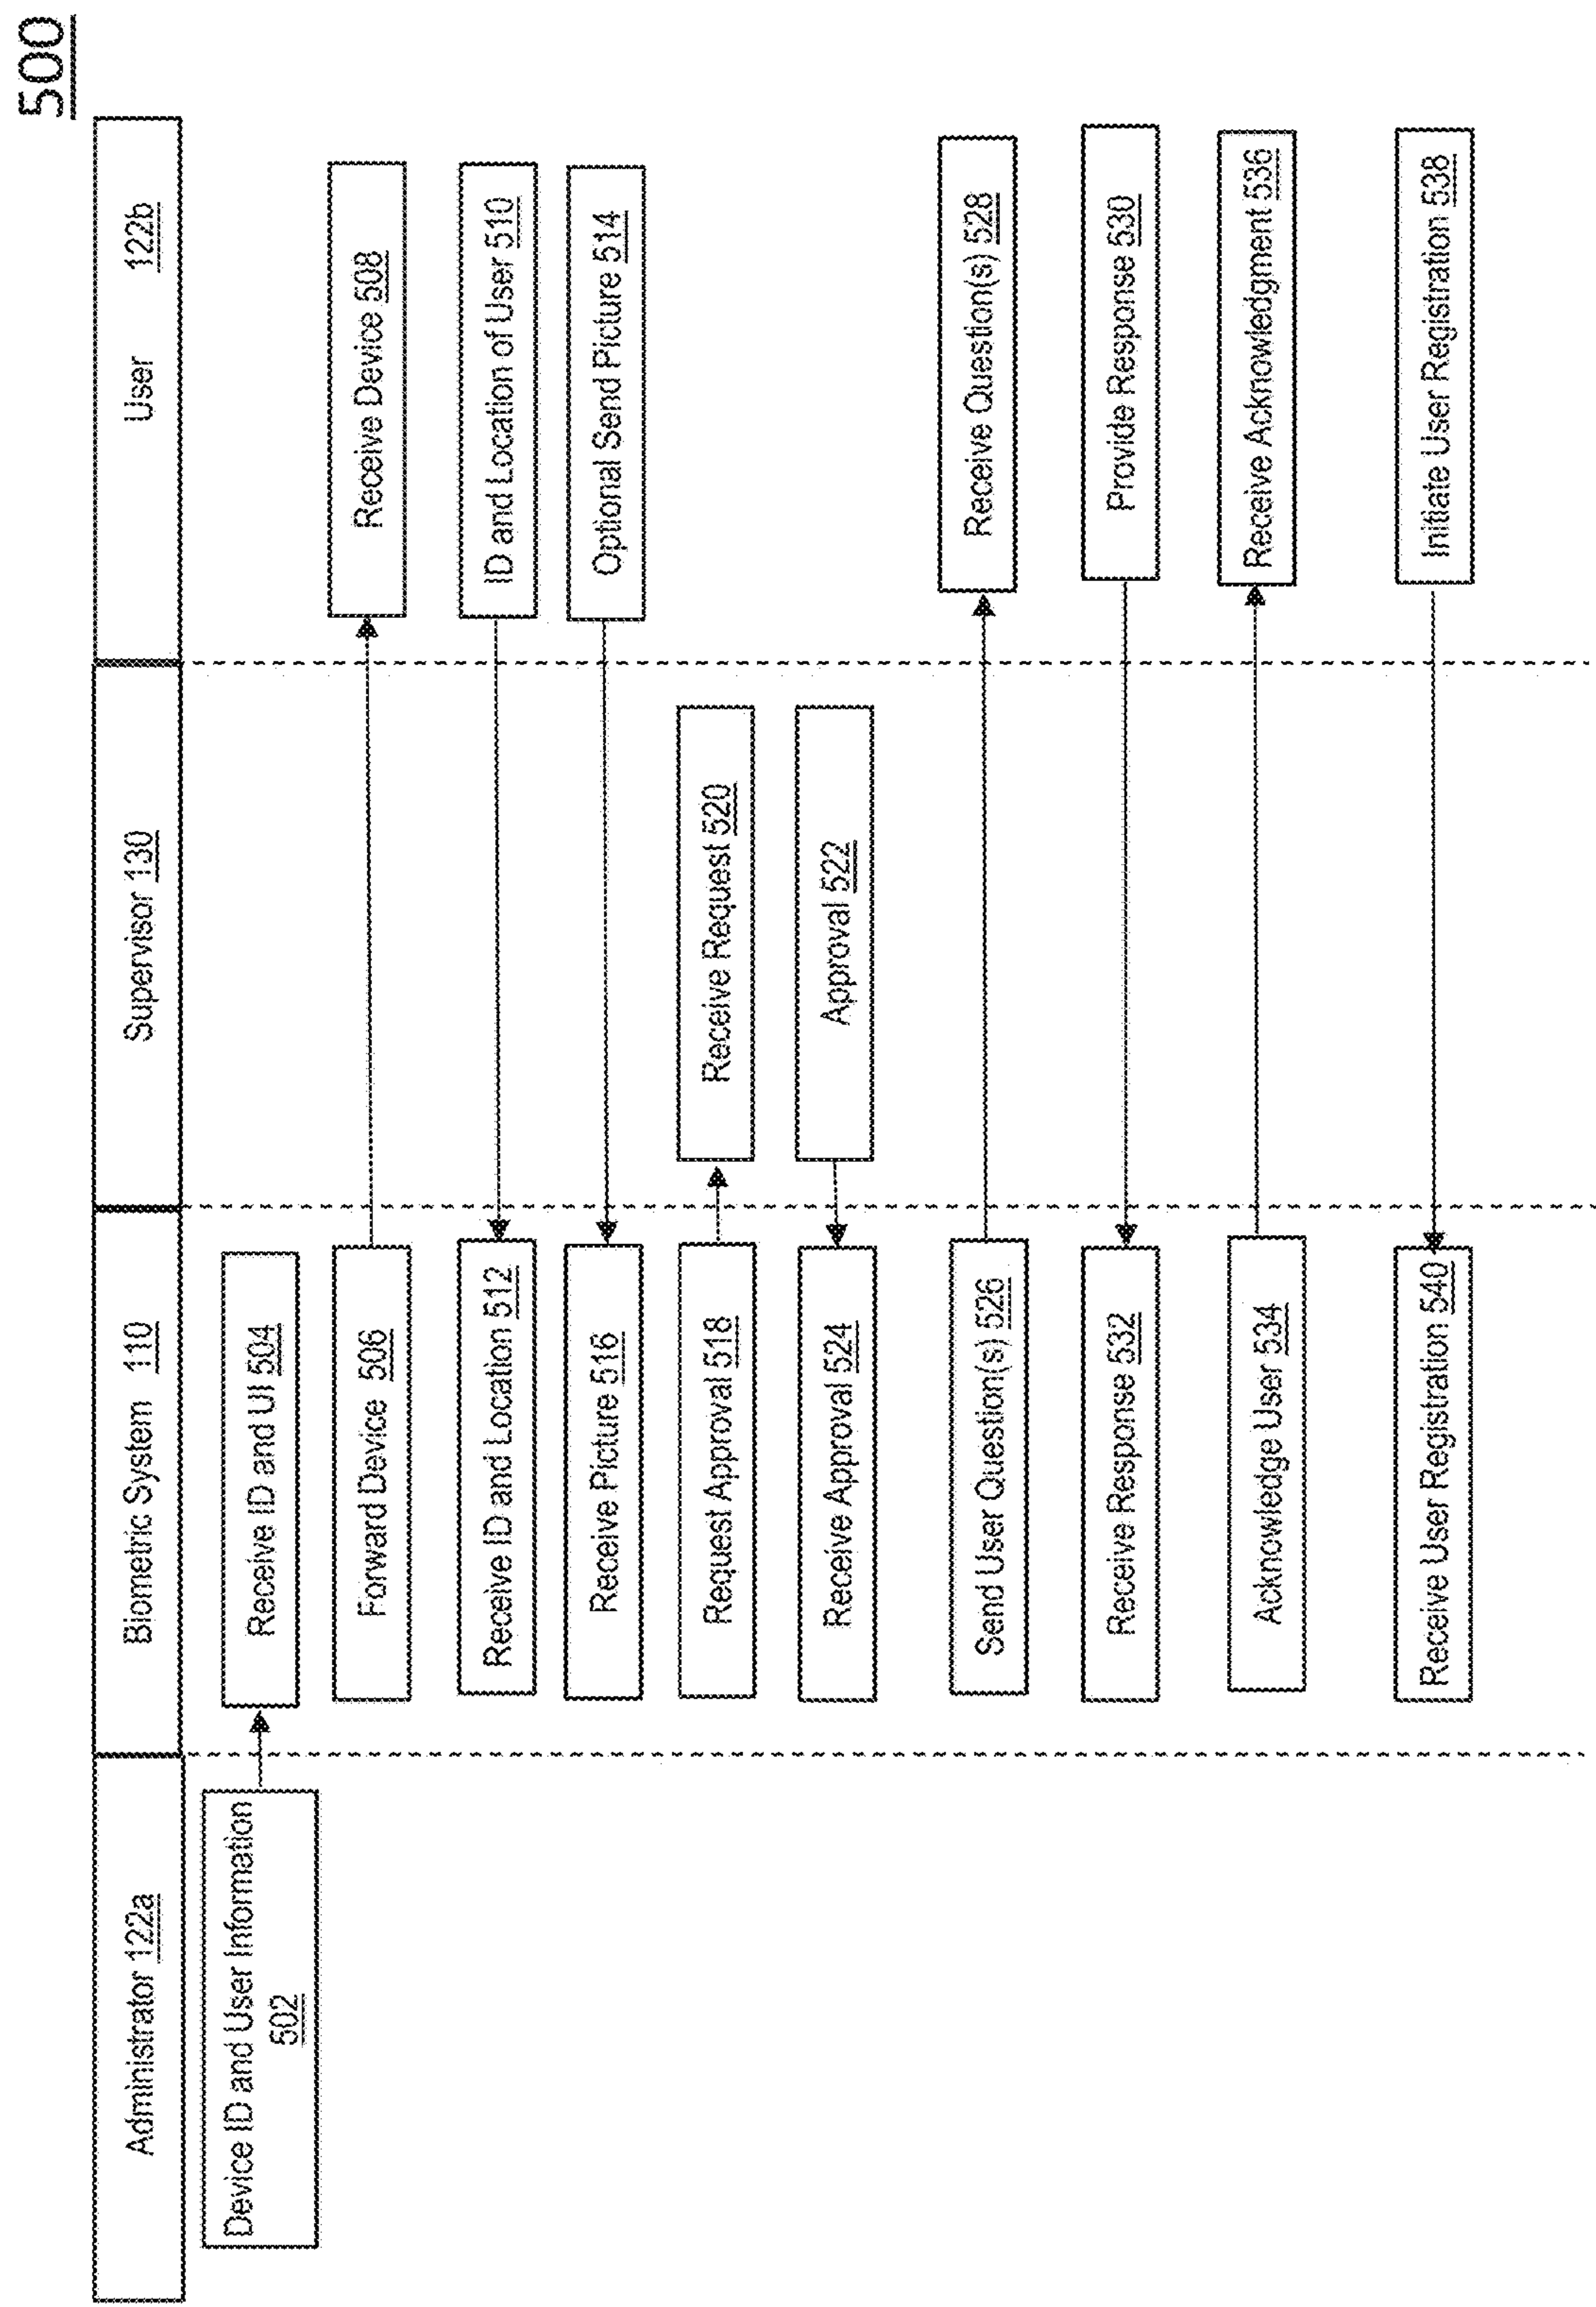 500
Administrator 122a
Biometric System 110
Supervisor 130
User 122b
Device ID and User Information
502
Receive ID and UI 504
Forward Device 506
Receive Device 508
ID and Location of User 510
Receive ID and Location 512
Optional Send Picture 514
Receive Picture 516
Request Approval 518
Receive Request 520
Approval 522
Receive Approval 524
Send User Question(s) 526
Receive Question(s) 528
Provide Response 530
Receive Response 532
Acknowledge User 534
Receive Acknowledgment 536
Initiate User Registration 538
Receive User Registration 540